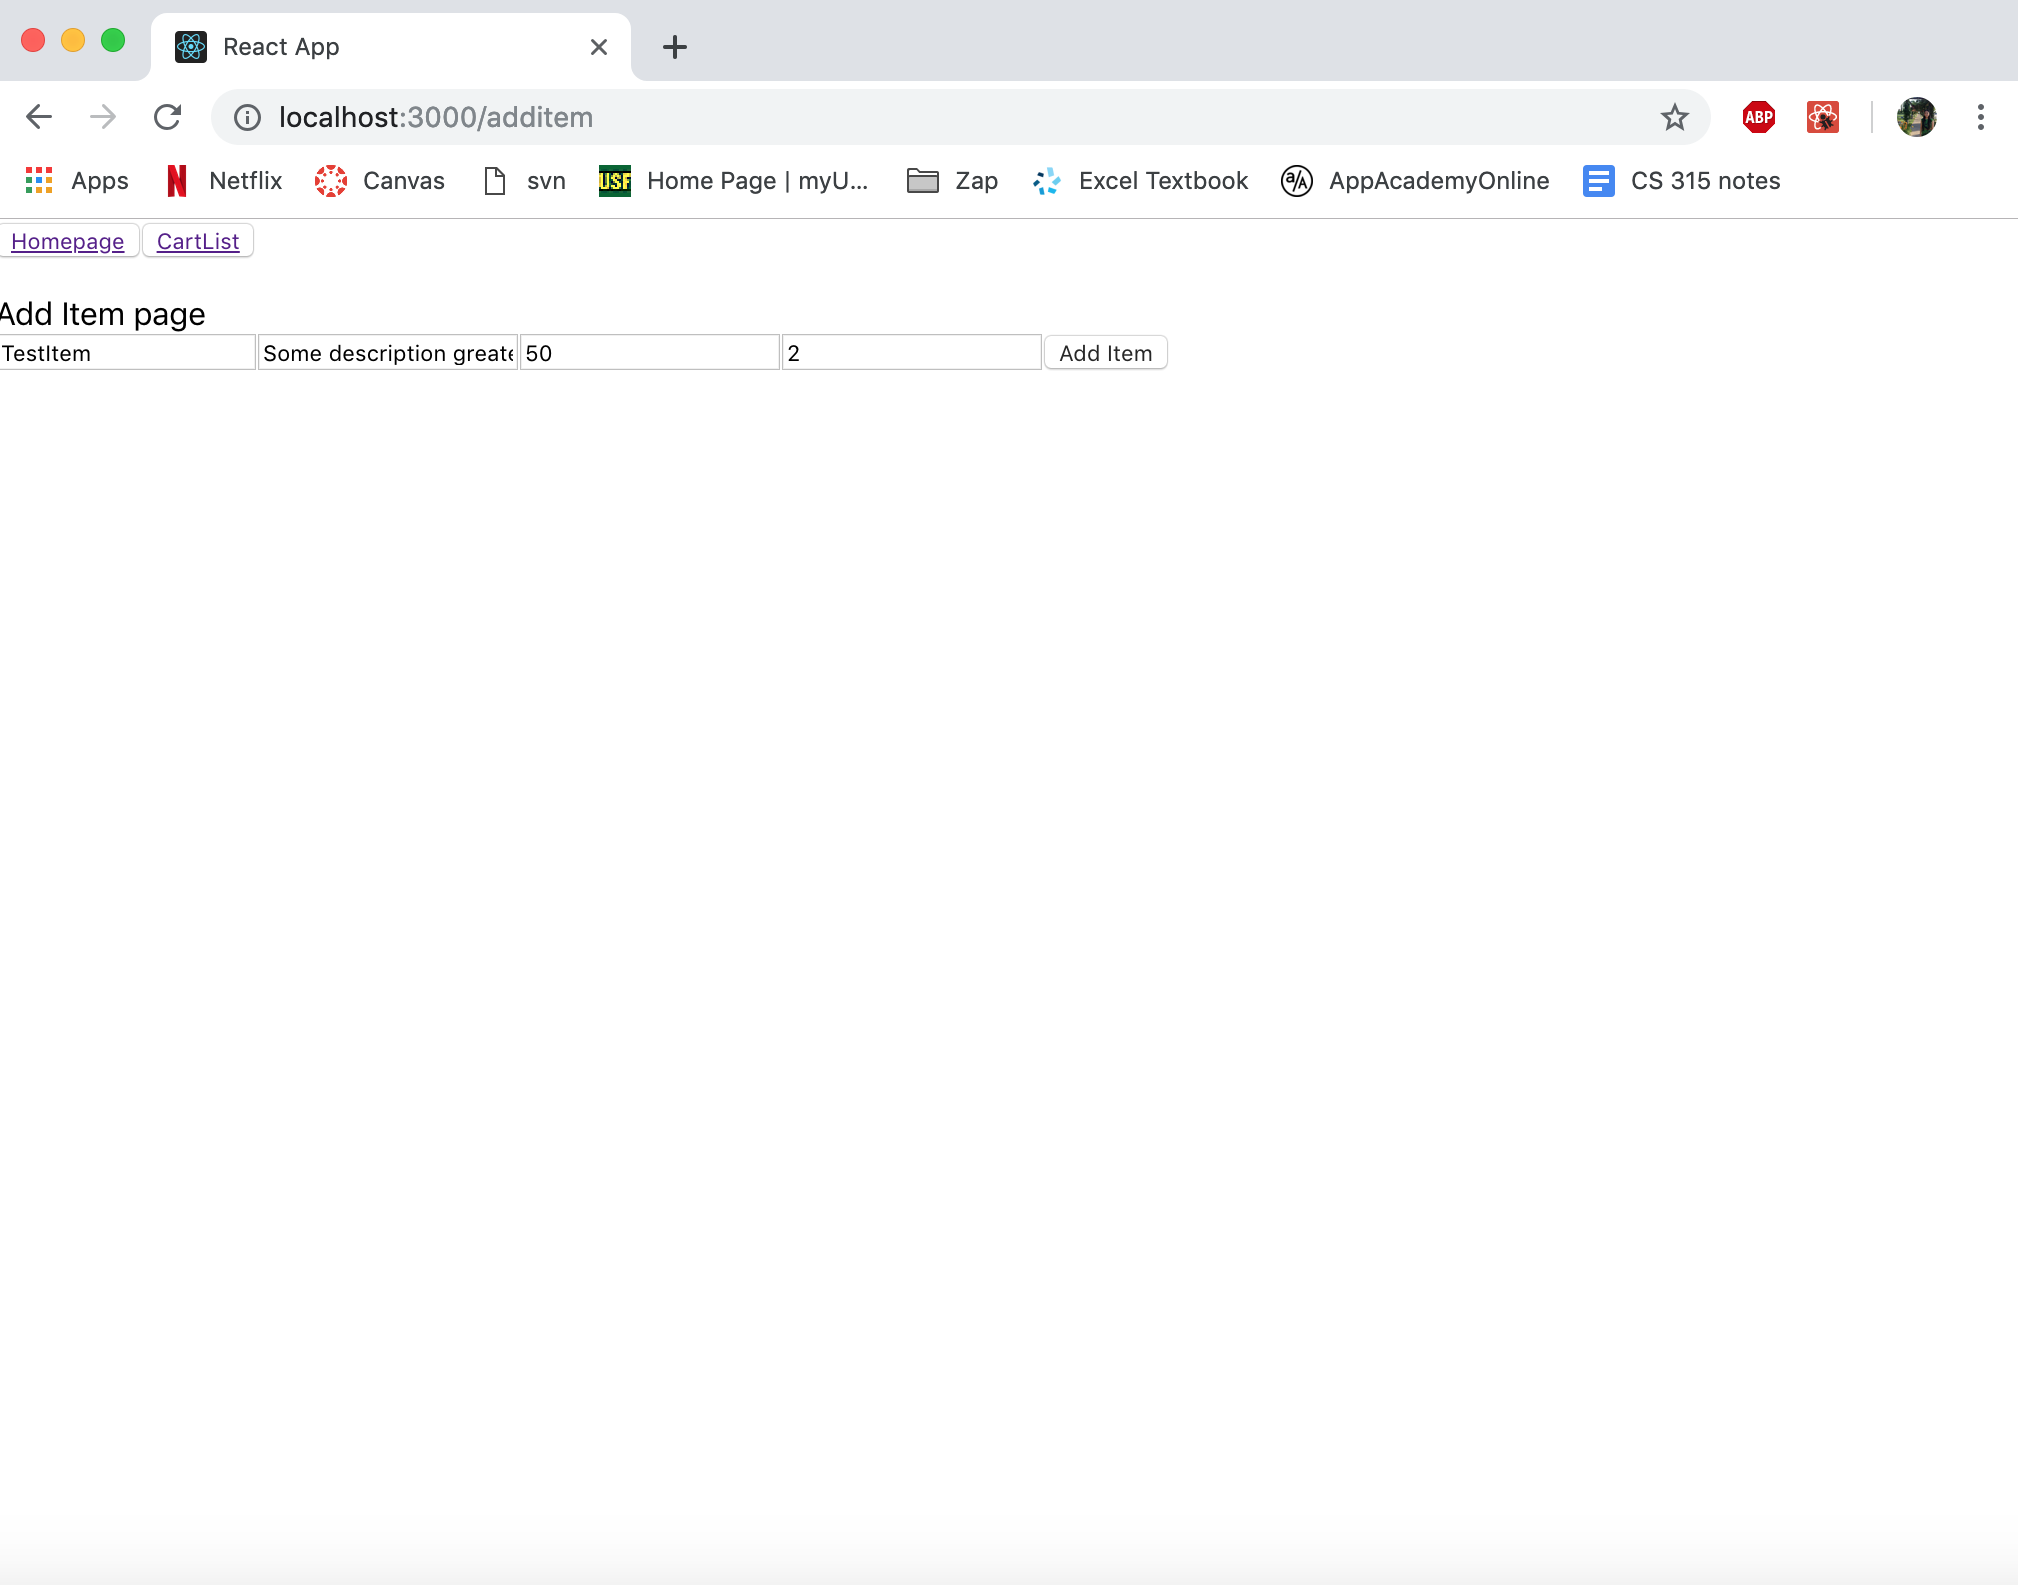 React App
localhost:3000/additem
ABP
Apps Netflix Canvas svn USF Home Page | myU... Zap Excel Textbook a/A AppAcademyOnline CS 315 notes
Homepage CartList
Add Item page
TestItem Some description greate 50 2 Add Item